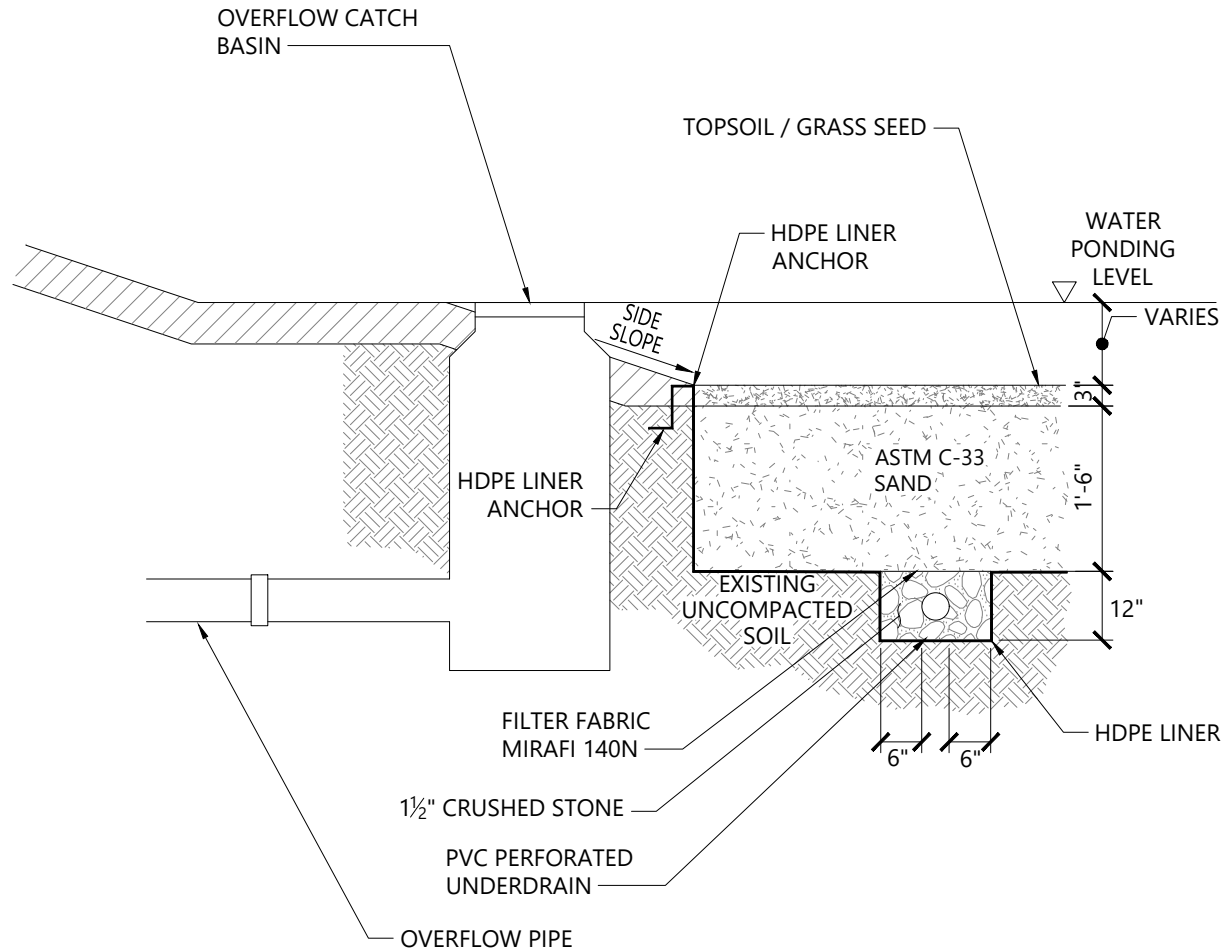 OVERFLOW CATCH
BASIN
TOPSOIL / GRASS SEED
HDPE LINER
ANCHOR
WATER
PONDING
LEVEL
VARIES
SIDE
SLOPE
3"
ASTM C-33
SAND
1'-6"
HDPE LINER
ANCHOR
EXISTING
UNCOMPACTED
SOIL
12"
FILTER FABRIC
MIRAFI 140N
HDPE LINER
6"
6"
1½" CRUSHED STONE
PVC PERFORATED
UNDERDRAIN
OVERFLOW PIPE